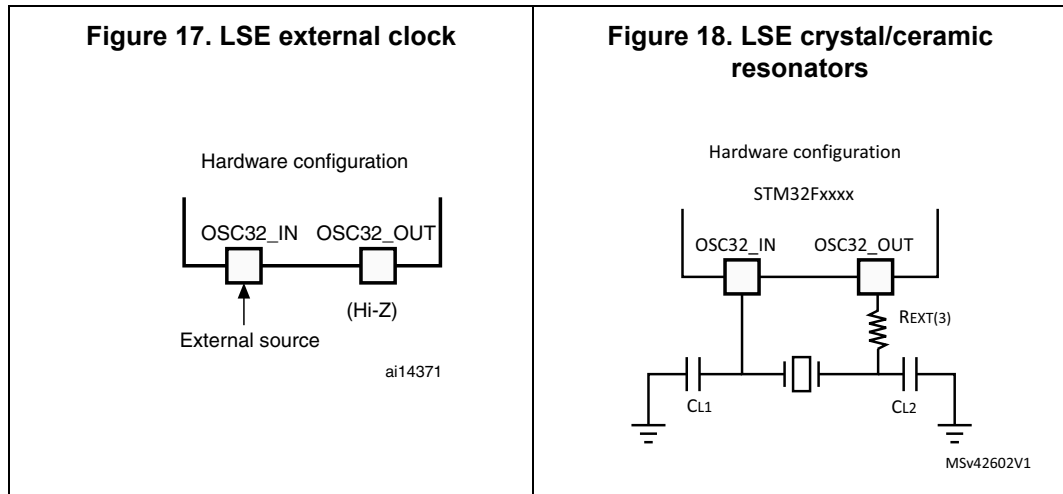 Figure 17. LSE external clock
Hardware configuration
OSC32_IN OSC32_OUT
(Hi-Z)
External source
ai14371
Figure 18. LSE crystal/ceramic
resonators
Hardware configuration
STM32Fxxxx
OSC32_IN OSC32_OUT
REXT(3)
CL1 CL2
MSv42602V1